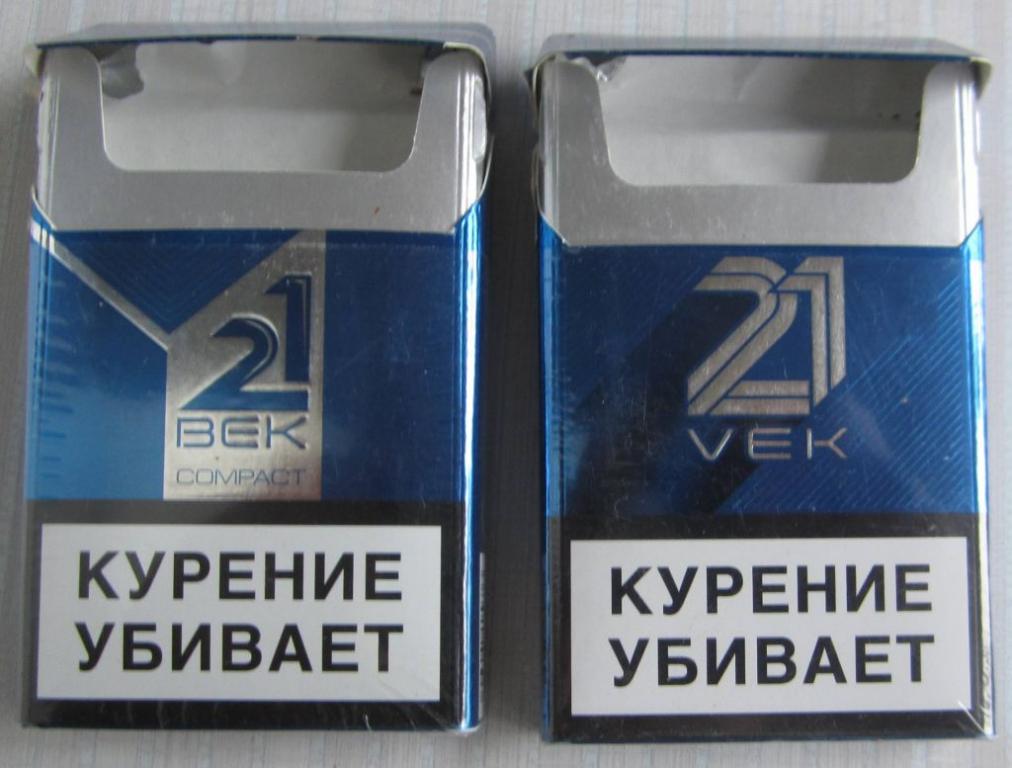 21
ВЕК
COMPACT
КУРЕНИЕ
УБИВАЕТ
21
VEK
КУРЕНИЕ
УБИВАЕТ